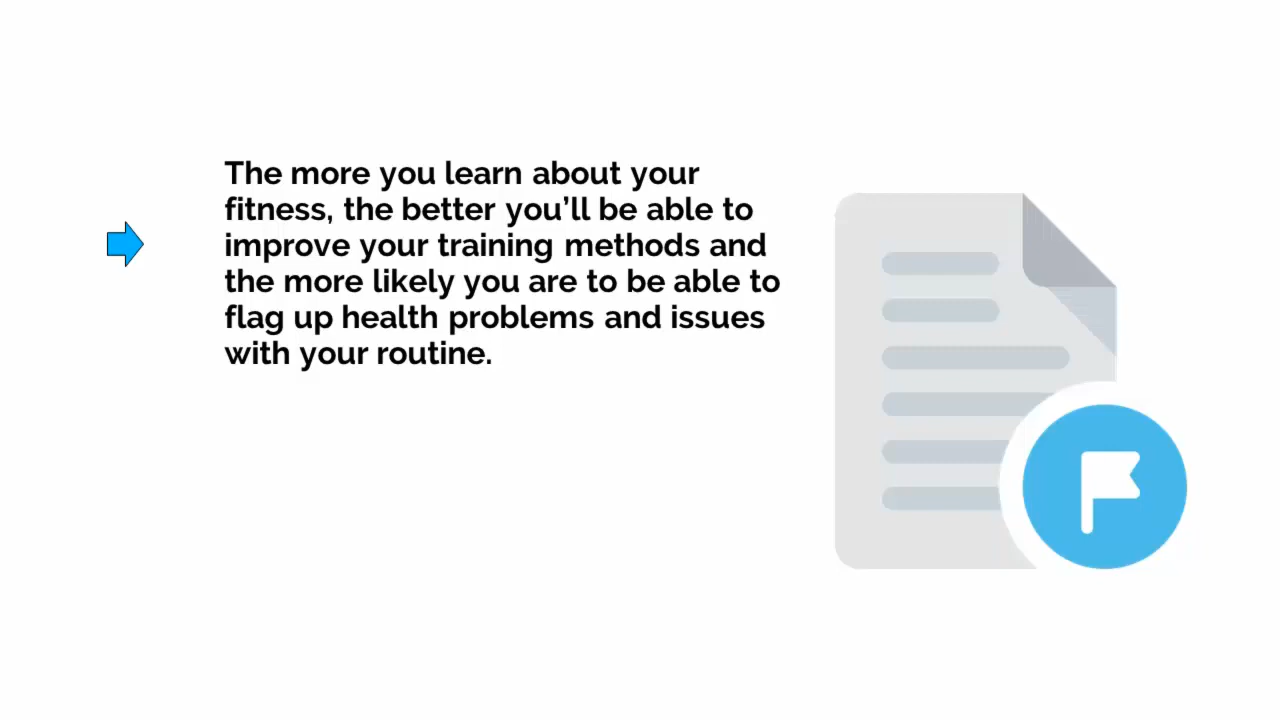 The more you learn about your
fitness, the better you’ll be able to
improve your training methods and
the more likely you are to be able to
flag up health problems and issues
with your routine.